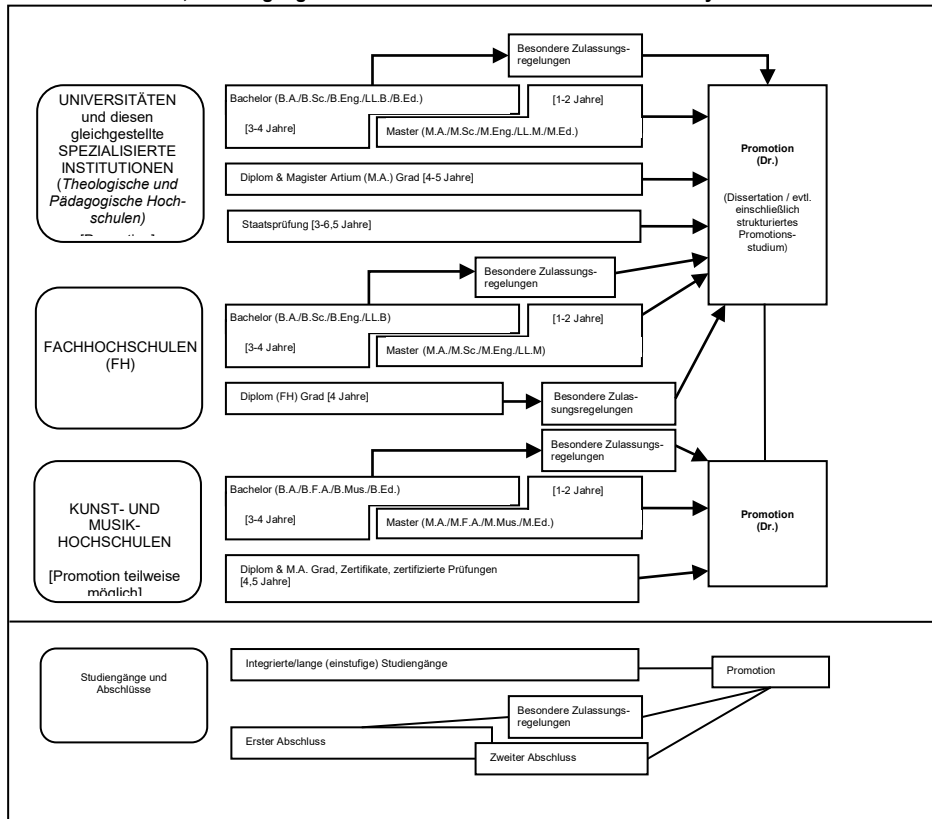 Besondere Zulassungs-
regelungen
UNIVERSITÄTEN
und diesen
gleichgestellte
SPEZIALISIERTE
INSTITUTIONEN
(Theologische und
Pädagogische Hoch-
schulen)
Bachelor (B.A./B.Sc./B.Eng./LL.B./B.Ed.)
[3-4 Jahre]
[1-2 Jahre]
Master (M.A./M.Sc./M.Eng./LL.M./M.Ed.)
Diplom & Magister Artium (M.A.) Grad [4-5 Jahre]
Staatsprüfung [3-6,5 Jahre]
Promotion
(Dr.)
(Dissertation / evtl.
einschließlich
strukturiertes
Promotions-
studium)
Besondere Zulassungs-
regelungen
FACHHOCHSCHULEN
(FH)
Bachelor (B.A./B.Sc./B.Eng./LL.B)
[3-4 Jahre]
[1-2 Jahre]
Master (M.A./M.Sc./M.Eng./LL.M)
Diplom (FH) Grad [4 Jahre]
Besondere Zulas-
sungsregelungen
Besondere Zulassungs-
regelungen
KUNST- UND
MUSIK-
HOCHSCHULEN
[Promotion teilweise
möglich]
Bachelor (B.A./B.F.A./B.Mus./B.Ed.)
[3-4 Jahre]
[1-2 Jahre]
Master (M.A./M.F.A./M.Mus./M.Ed.)
Diplom & M.A. Grad, Zertifikate, zertifizierte Prüfungen
[4,5 Jahre]
Promotion
(Dr.)
Studiengänge und
Abschlüsse
Integrierte/lange (einstufige) Studiengänge
Promotion
Besondere Zulassungs-
regelungen
Erster Abschluss
Zweiter Abschluss